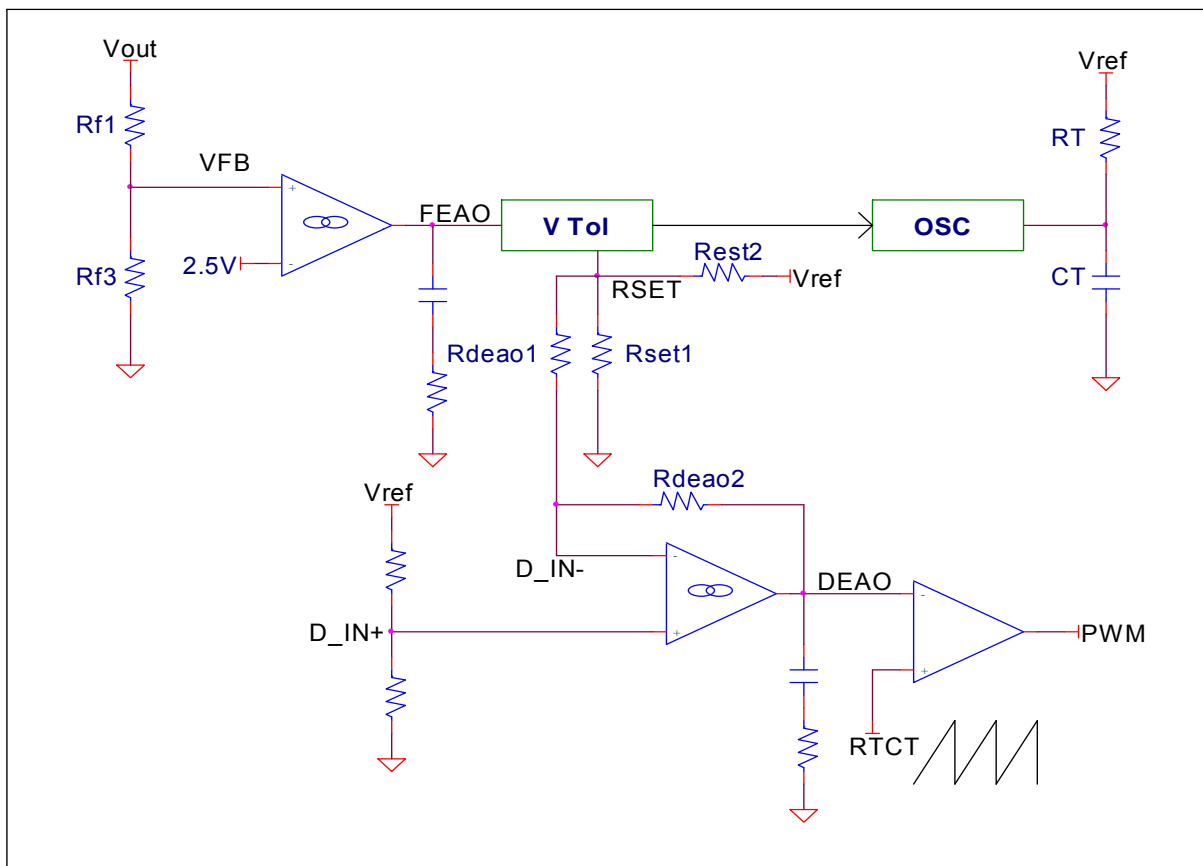 Vout
Vref
Rf1
RT
VFB
+
FEAO
V Tol
OSC
2.5V
-
Rf3
Rest2
RSET
Vref
CT
Rdeao1
Rset1
Vref
Rdeao2
D_IN-
-
DEAO
-
D_IN+
+
PWM
+
RTCT